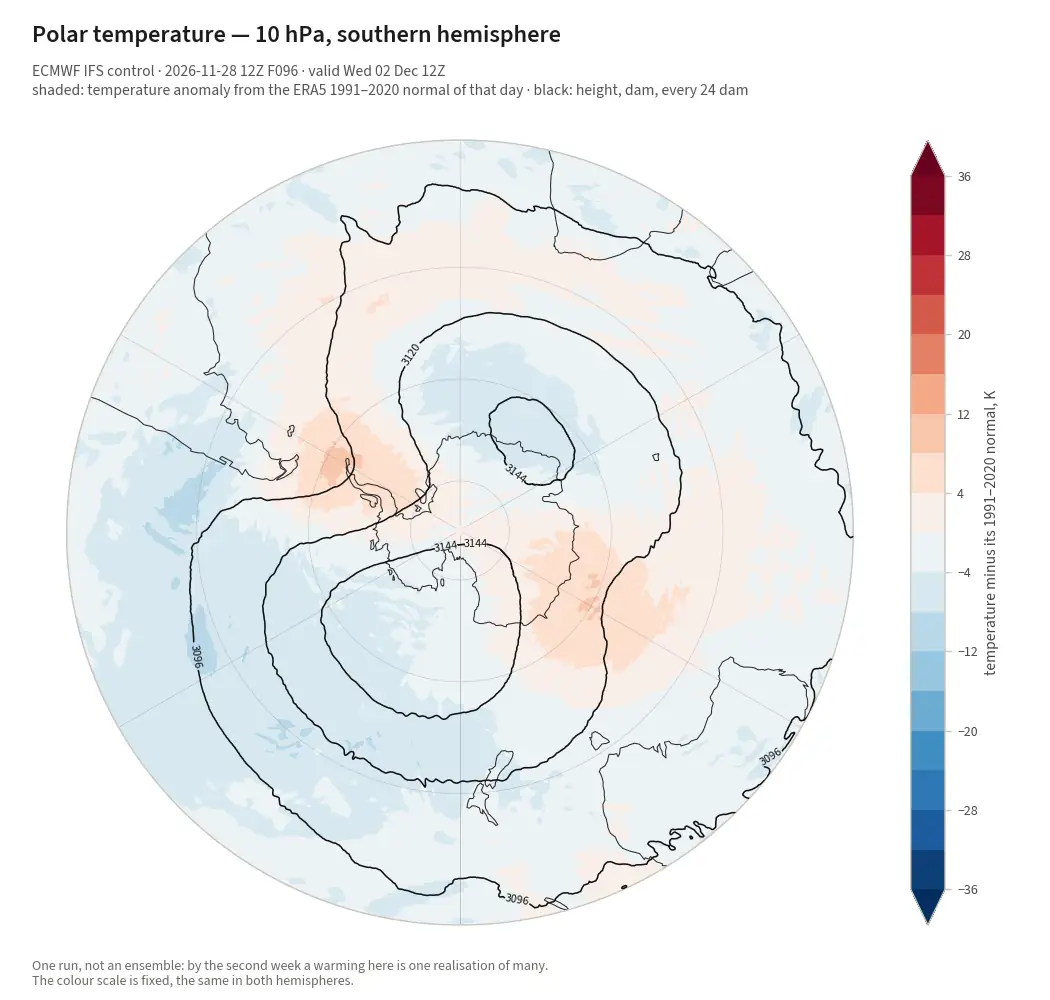 Polar temperature — 10 hPa, southern hemisphere
ECMWF IFS control · 2026-11-28 12Z F096 · valid Wed 02 Dec 12Z
shaded: temperature anomaly from the ERA5 1991–2020 normal of that day · black: height, dam, every 24 dam
3120
3144
3144
3144
3096
3096
3096
36
28
20
12
4
−4
−12
−20
−28
−36
temperature minus its 1991–2020 normal, K
One run, not an ensemble: by the second week a warming here is one realisation of many.
The colour scale is fixed, the same in both hemispheres.